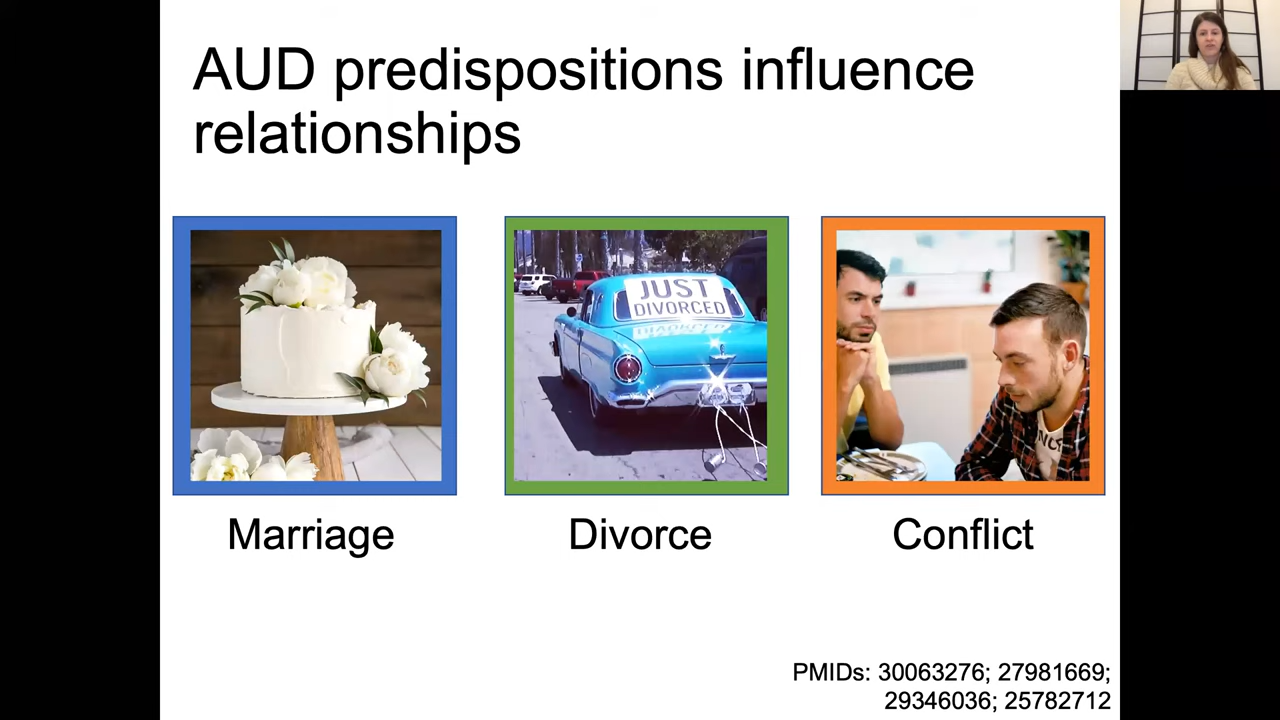 AUD predispositions influence
relationships
JUST
DIVORCED
Marriage
Divorce
Conflict
PMIDs: 30063276; 27981669;
29346036; 25782712